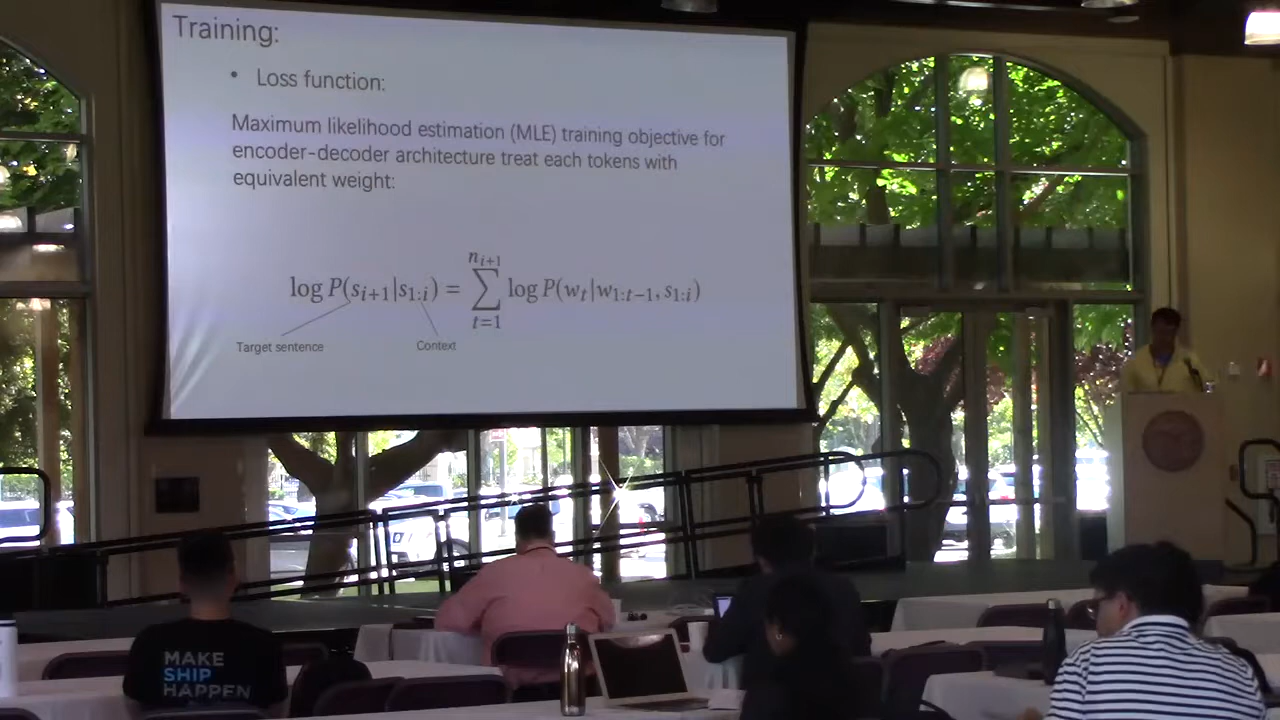 Training:
• Loss function:
Maximum likelihood estimation (MLE) training objective for
encoder-decoder architecture treat each tokens with
equivalent weight:
log P(s_{i+1}|s_{1:i}) = \sum_{t=1}^{n_{i+1}} log P(w_t|w_{1:t-1}, s_{1:i})
Target sentence
Context
MAKE
SHIP
HAPPEN